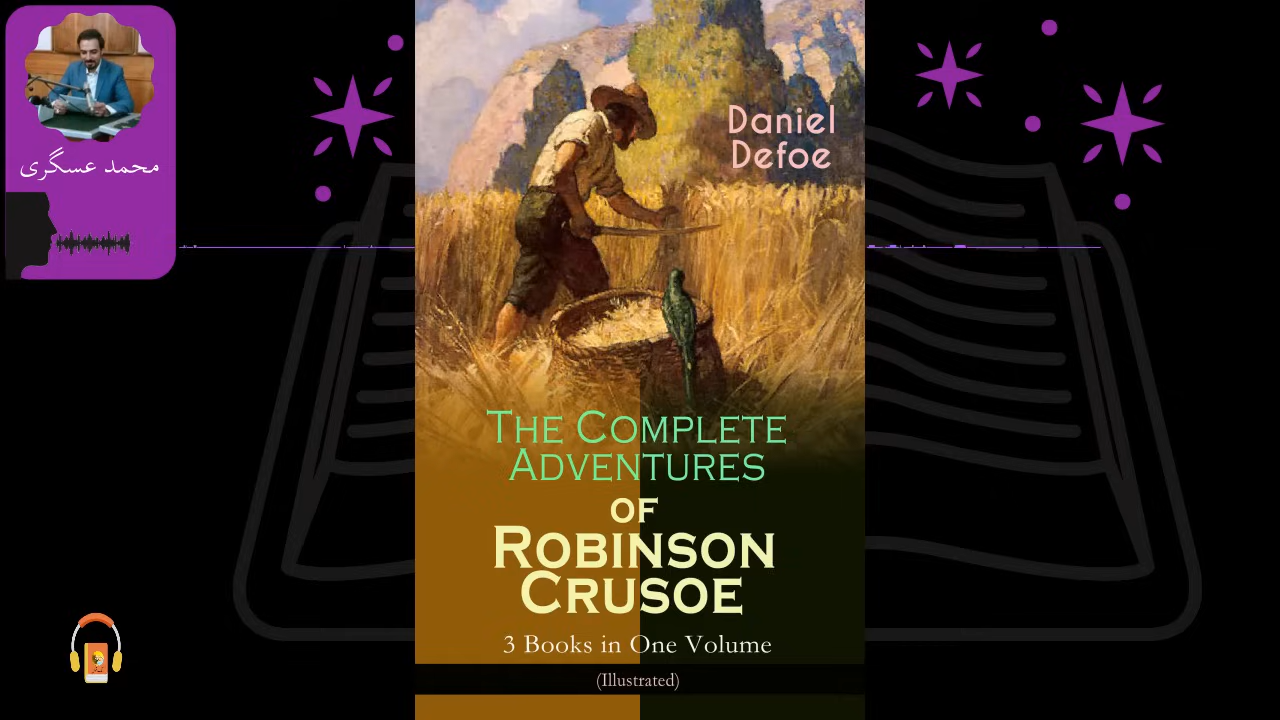 محمد عسگری
Daniel
Defoe
The Complete
Adventures
of
Robinson
Crusoe
3 Books in One Volume
(Illustrated)